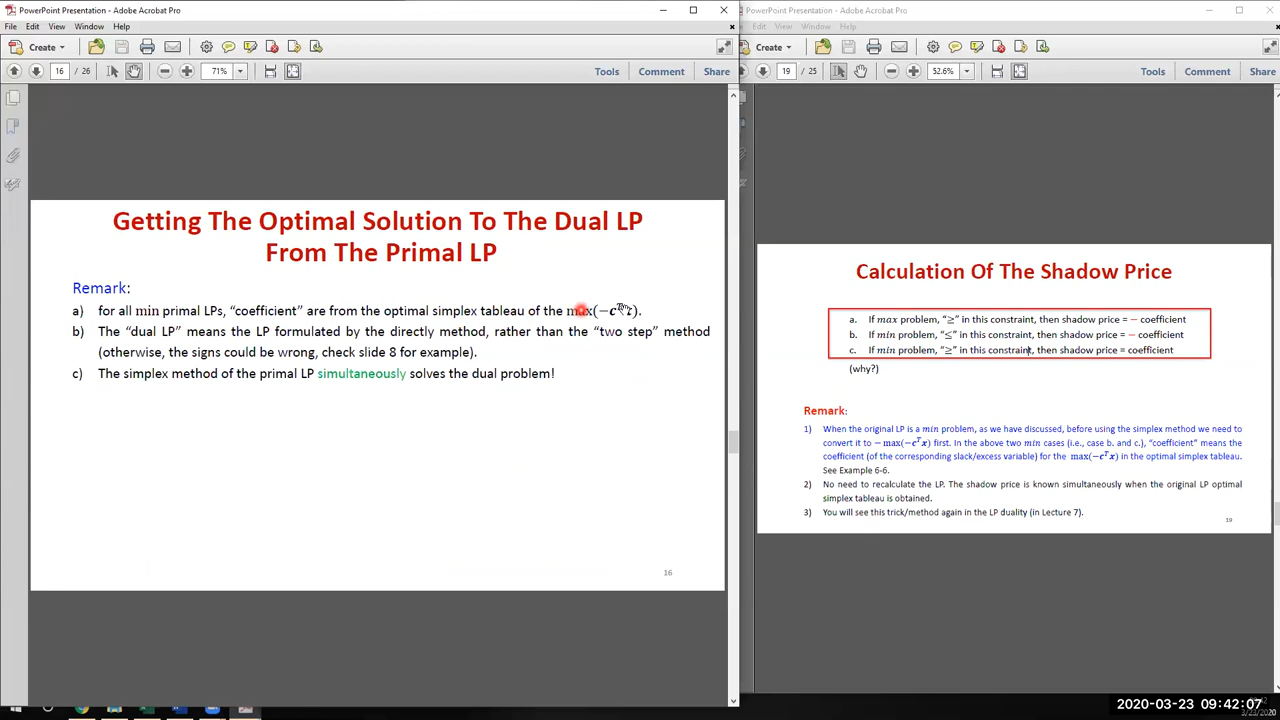 PowerPoint Presentation - Adobe Acrobat Pro
File Edit View Window Help
Create
16 / 26 71% Tools Comment Share
Getting The Optimal Solution To The Dual LP
From The Primal LP
Remark:
a) for all min primal LPs, “coefficient” are from the optimal simplex tableau of the max(−cᵀx).
b) The “dual LP” means the LP formulated by the directly method, rather than the “two step” method
(otherwise, the signs could be wrong, check slide 8 for example).
c) The simplex method of the primal LP simultaneously solves the dual problem!
16
PowerPoint Presentation - Adobe Acrobat Pro
Edit View Window Help
Create
19 / 25 52.6% Tools Comment Share
Calculation Of The Shadow Price
a. If max problem, “≥” in this constraint, then shadow price = − coefficient
b. If min problem, “≤” in this constraint, then shadow price = − coefficient
c. If min problem, “≥” in this constraint, then shadow price = coefficient
(why?)
Remark:
1) When the original LP is a min problem, as we have discussed, before using the simplex method we need to
convert it to − max(−cᵀx) first. In the above two min cases (i.e., case b. and c.), “coefficient” means the
coefficient (of the corresponding slack/excess variable) for the max(−cᵀx) in the optimal simplex tableau.
See Example 6-6.
2) No need to recalculate the LP. The shadow price is known simultaneously when the original LP optimal
simplex tableau is obtained.
3) You will see this trick/method again in the LP duality (in Lecture 7).
19
2020-03-23 09:42:07